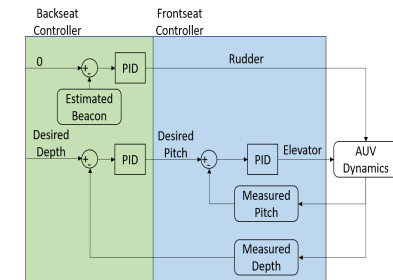 Backseat
Controller
Frontseat
Controller
0
+
-
PID
Rudder
Estimated
Beacon
Desired
Depth
+
-
PID
Desired
Pitch
+
-
PID
Elevator
AUV
Dynamics
Measured
Pitch
Measured
Depth